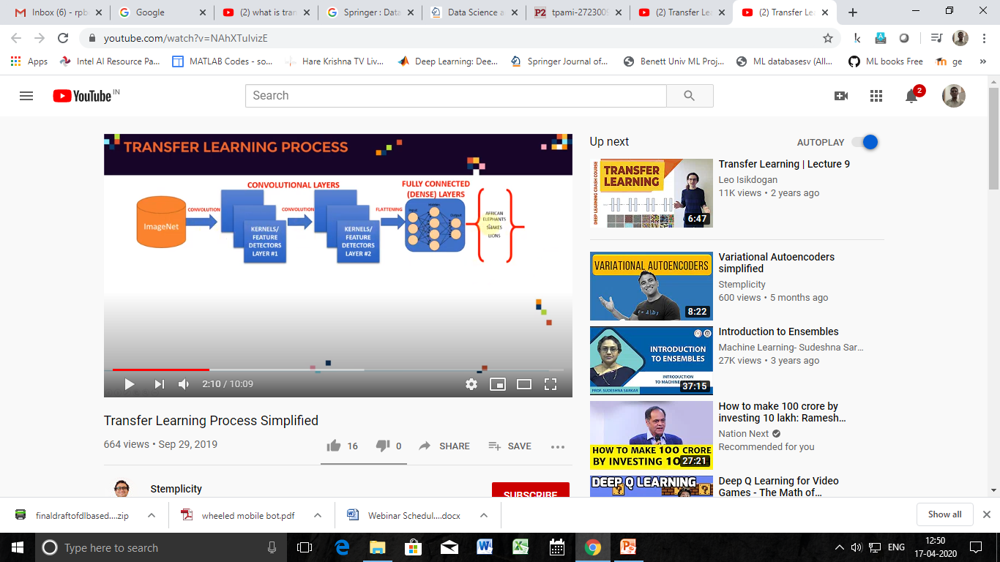 Inbox (6) - rpb
Google
(2) what is tran
Springer : Data
Data Science a
tpami-2723009
(2) Transfer Lea
(2) Transfer Lea
youtube.com/watch?v=NAhXTuIvizE
Apps
Intel AI Resource Pa...
MATLAB Codes - so...
Hare Krishna TV Liv...
Deep Learning: Dee...
Springer Journal of...
Benett Univ ML Proj...
ML databasesv (All...
ML books Free
ge
»
YouTube IN
Search
2
TRANSFER LEARNING PROCESS
CONVOLUTIONAL LAYERS
FULLY CONNECTED
(DENSE) LAYERS
ImageNet
CONVOLUTION
KERNELS/
FEATURE
DETECTORS
LAYER #1
CONVOLUTION
KERNELS/
FEATURE
DETECTORS
LAYER #2
FLATTENING
Input
Output
AFRICAN
ELEPHANTS
SNAKES
LIONS
2:10 / 10:09
Transfer Learning Process Simplified
664 views • Sep 29, 2019
16
0
SHARE
SAVE
Stemplicity
SUBSCRIBE
Up next
AUTOPLAY
DEEP LEARNING CRASH COURSE
TRANSFER
LEARNING
6:47
Transfer Learning | Lecture 9
Leo Isikdogan
11K views • 2 years ago
VARIATIONAL AUTOENCODERS
8:22
Variational Autoencoders
simplified
Stemplicity
600 views • 5 months ago
INTRODUCTION
TO ENSEMBLES
INTRODUCTION
PROF. SUDESHNA SARKAR
37:15
Introduction to Ensembles
Machine Learning- Sudeshna Sar...
27K views • 3 years ago
HOW TO MAKE 100 CRORE
BY INVESTING
27:21
How to make 100 crore by
investing 10 lakh: Ramesh...
Nation Next
Recommended for you
DEEP Q LEARNING
Deep Q Learning for Video
Games - The Math of...
finaldraftofdlbased....zip
wheeled mobile bot.pdf
Webinar Schedul....docx
Show all
Type here to search
ENG
12:50
17-04-2020